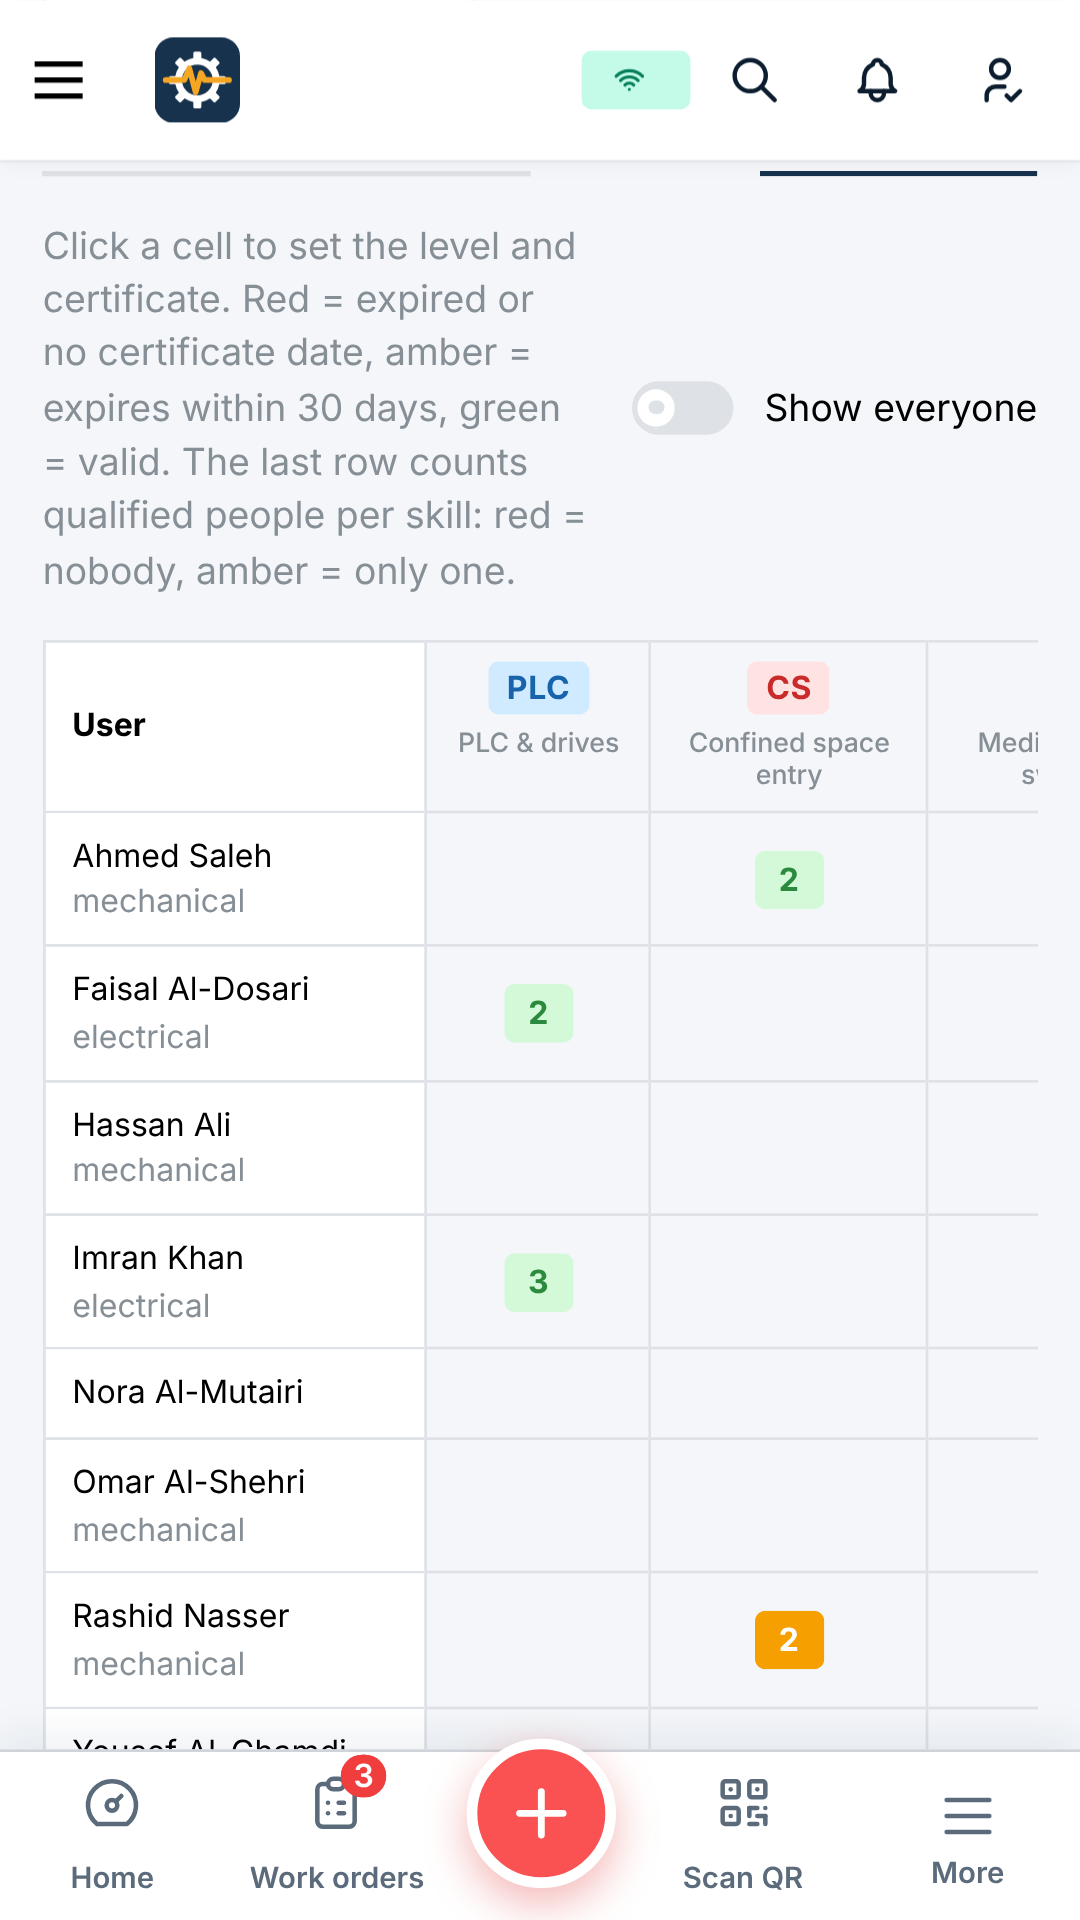 Click a cell to set the level and
certificate. Red = expired or
no certificate date, amber =
expires within 30 days, green
= valid. The last row counts
qualified people per skill: red =
nobody, amber = only one.
Show everyone
User
PLC
PLC & drives
CS
Confined space
entry
Medi
Ahmed Saleh
mechanical
2
Faisal Al-Dosari
electrical
2
Hassan Ali
mechanical
Imran Khan
electrical
3
Nora Al-Mutairi
Omar Al-Shehri
mechanical
Rashid Nasser
mechanical
2
3
Home
Work orders
Scan QR
More